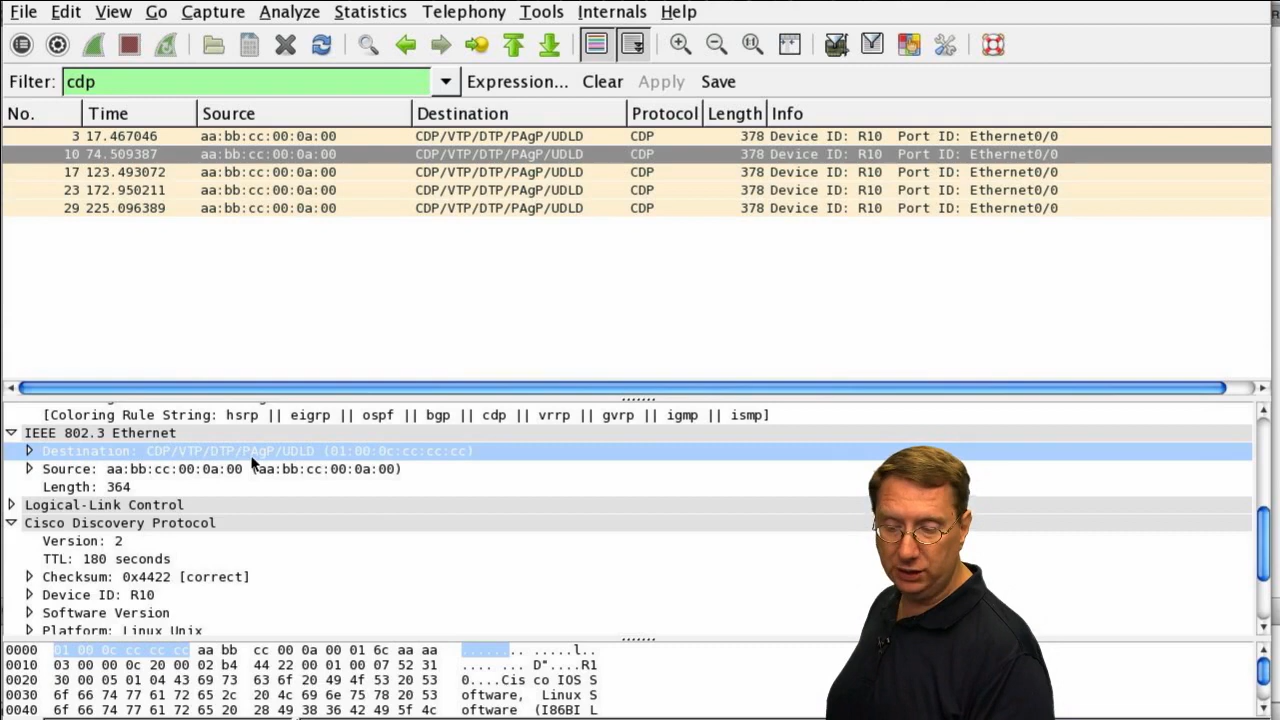 File Edit View Go Capture Analyze Statistics Telephony Tools Internals Help
Filter: cdp Expression... Clear Apply Save
No. Time Source Destination Protocol Length Info
3 17.467046 aa:bb:cc:00:0a:00 CDP/VTP/DTP/PAgP/UDLD CDP 378 Device ID: R10 Port ID: Ethernet0/0
10 74.509387 aa:bb:cc:00:0a:00 CDP/VTP/DTP/PAgP/UDLD CDP 378 Device ID: R10 Port ID: Ethernet0/0
17 123.493072 aa:bb:cc:00:0a:00 CDP/VTP/DTP/PAgP/UDLD CDP 378 Device ID: R10 Port ID: Ethernet0/0
23 172.950211 aa:bb:cc:00:0a:00 CDP/VTP/DTP/PAgP/UDLD CDP 378 Device ID: R10 Port ID: Ethernet0/0
29 225.096389 aa:bb:cc:00:0a:00 CDP/VTP/DTP/PAgP/UDLD CDP 378 Device ID: R10 Port ID: Ethernet0/0
[Coloring Rule String: hsrp || eigrp || ospf || bgp || cdp || vrrp || gvrp || igmp || ismp]
IEEE 802.3 Ethernet
Destination: CDP/VTP/DTP/PAgP/UDLD (01:00:0c:cc:cc:cc)
Source: aa:bb:cc:00:0a:00 (aa:bb:cc:00:0a:00)
Length: 364
Logical-Link Control
Cisco Discovery Protocol
Version: 2
TTL: 180 seconds
Checksum: 0x4422 [correct]
Device ID: R10
Software Version
Platform: Linux Unix
0000 01 00 0c cc cc cc aa bb cc 00 0a 00 01 6c aa aa ........ .....l..
0010 03 00 00 0c 20 00 02 b4 44 22 00 01 00 07 52 31 .... ... D"....R1
0020 30 00 05 01 04 43 69 73 63 6f 20 49 4f 53 20 53 0....Cis co IOS S
0030 6f 66 74 77 61 72 65 2c 20 4c 69 6e 75 78 20 53 oftware, Linux S
0040 6f 66 74 77 61 72 65 20 28 49 38 36 42 49 5f 4c oftware (I86BI_L